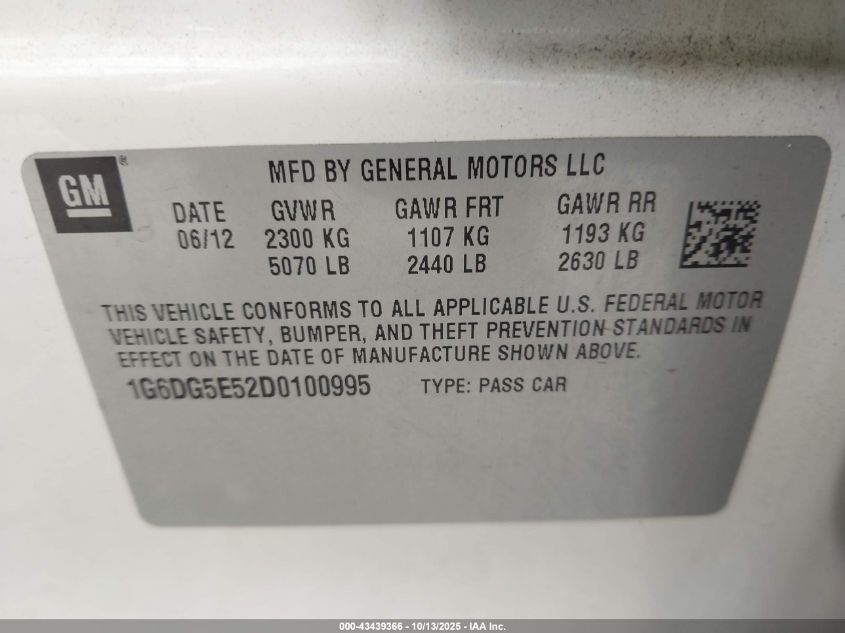 GM ®
MFD BY GENERAL MOTORS LLC
DATE GVWR GAWR FRT GAWR RR
06/12 2300 KG 1107 KG 1193 KG
5070 LB 2440 LB 2630 LB
THIS VEHICLE CONFORMS TO ALL APPLICABLE U.S. FEDERAL MOTOR
VEHICLE SAFETY, BUMPER, AND THEFT PREVENTION STANDARDS IN
EFFECT ON THE DATE OF MANUFACTURE SHOWN ABOVE.
1G6DG5E52D0100995 TYPE: PASS CAR
000-43439366 - 10/13/2025 - IAA Inc.